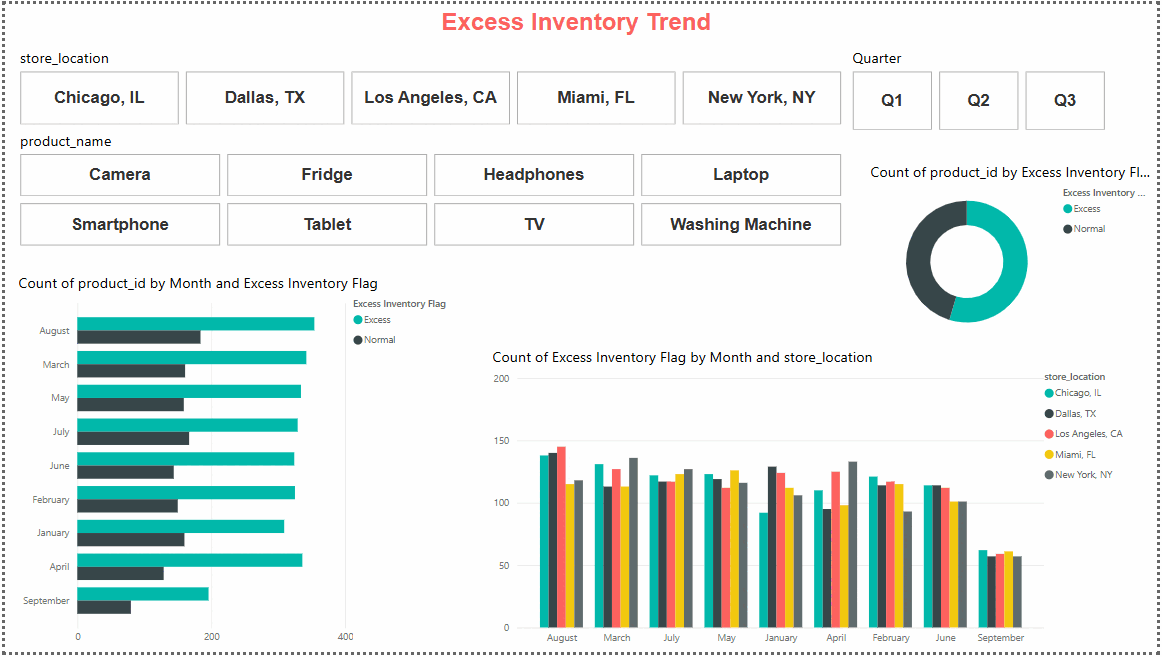 Excess Inventory Trend
store_location
Chicago, IL
Dallas, TX
Los Angeles, CA
Miami, FL
New York, NY
Quarter
Q1
Q2
Q3
product_name
Camera
Fridge
Headphones
Laptop
Smartphone
Tablet
TV
Washing Machine
Count of product_id by Excess Inventory Fl...
Excess Inventory ...
Excess
Normal
Count of product_id by Month and Excess Inventory Flag
Excess Inventory Flag
Excess
Normal
August
March
May
July
June
February
January
April
September
0
200
400
Count of Excess Inventory Flag by Month and store_location
200
150
100
50
0
August
March
July
May
January
April
February
June
September
store_location
Chicago, IL
Dallas, TX
Los Angeles, CA
Miami, FL
New York, NY